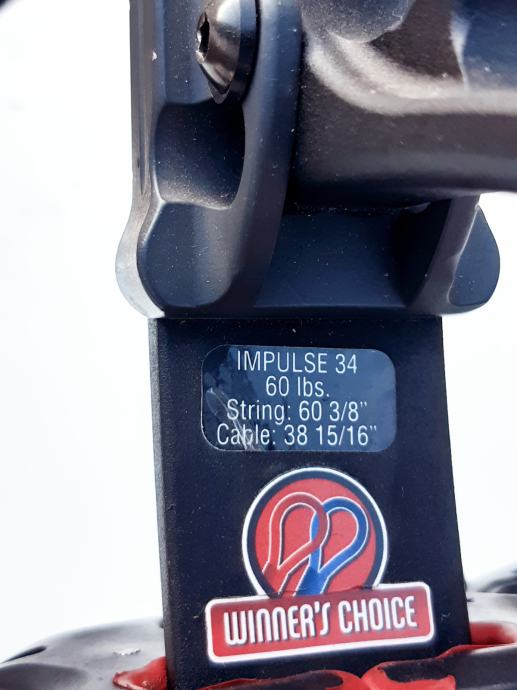 IMPULSE 34
60 lbs.
String: 60 3/8"
Cable: 38 15/16"
WINNER'S CHOICE